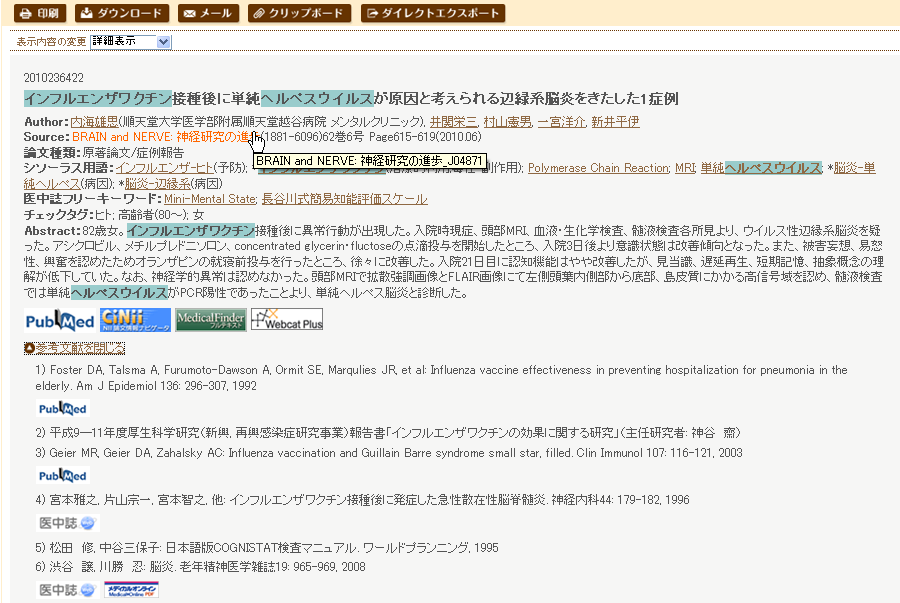 印刷 ダウンロード メール クリップボード ダイレクトエクスポート
表示内容の変更 詳細表示
2010236422
インフルエンザワクチン接種後に単純ヘルペスウイルスが原因と考えられる辺縁系脳炎をきたした1症例
Author:内海雄思(順天堂大学医学部附属順天堂越谷病院 メンタルクリニック), 井関栄三, 村山憲男, 一宮洋介, 新井平伊
Source:BRAIN and NERVE: 神経研究の進歩(1881-6096)62巻6号 Page615-619(2010.06)
論文種類:原著論文/症例報告
BRAIN and NERVE: 神経研究の進歩_J04871
シソーラス用語:インフルエンザ-ヒト(予防); 作用); Polymerase Chain Reaction; MRI; 単純ヘルペスウイルス; *脳炎-単
純ヘルペス(病因); *脳炎-辺縁系(病因)
医中誌フリーキーワード:Mini-Mental State; 長谷川式簡易知能評価スケール
チェックタグ:ヒト; 高齢者(80〜); 女
Abstract:82歳女。インフルエンザワクチン接種後に異常行動が出現した。入院時現症、頭部MRI、血液・生化学検査、髄液検査各所見より、ウイルス性辺縁系脳炎を疑
った。アシクロビル、メチルプレドニゾロン、concentrated glycerin・fluctoseの点滴投与を開始したところ、入院3日後より意識状態は改善傾向となった。また、被害妄想、易怒
性、興奮を認めたためオランザピンの就寝前投与を行ったところ、徐々に改善した。入院21日目に認知機能はやや改善したが、見当識、遅延再生、短期記憶、抽象概念の理
解が低下していた。なお、神経学的異常は認めなかった。頭部MRIで拡散強調画像とFLAIR画像にて左側頭葉内側部から底部、島皮質にかかる高信号域を認め、髄液検査
では単純ヘルペスウイルスがPCR陽性であったことより、単純ヘルペス脳炎と診断した。
PubMed CiNii NII論文情報ナビゲータ MedicalFinder フルテキスト Webcat Plus
参考文献を閉じる
1) Foster DA, Talsma A, Furumoto-Dawson A, Ormit SE, Marqulies JR, et al: Influenza vaccine effectiveness in preventing hospitalization for pneumonia in the
elderly. Am J Epidemiol 136: 296-307, 1992
PubMed
2) 平成9―11年度厚生科学研究(新興, 再興感染症研究事業)報告書「インフルエンザワクチンの効果に関する研究」(主任研究者: 神谷 齋)
3) Geier MR, Geier DA, Zahalsky AC: Influenza vaccination and Guillain Barre syndrome small star, filled. Clin Immunol 107: 116-121, 2003
PubMed
4) 宮本雅之, 片山宗一, 宮本智之, 他: インフルエンザワクチン接種後に発症した急性散在性脳脊髄炎. 神経内科44: 179-182, 1996
医中誌
5) 松田 修, 中谷三保子: 日本語版COGNISTAT検査マニュアル. ワールドプランニング, 1995
6) 渋谷 譲, 川勝 忍: 脳炎. 老年精神医学雑誌19: 965-969, 2008
医中誌 メディカルオンライン Medical*Online PDF